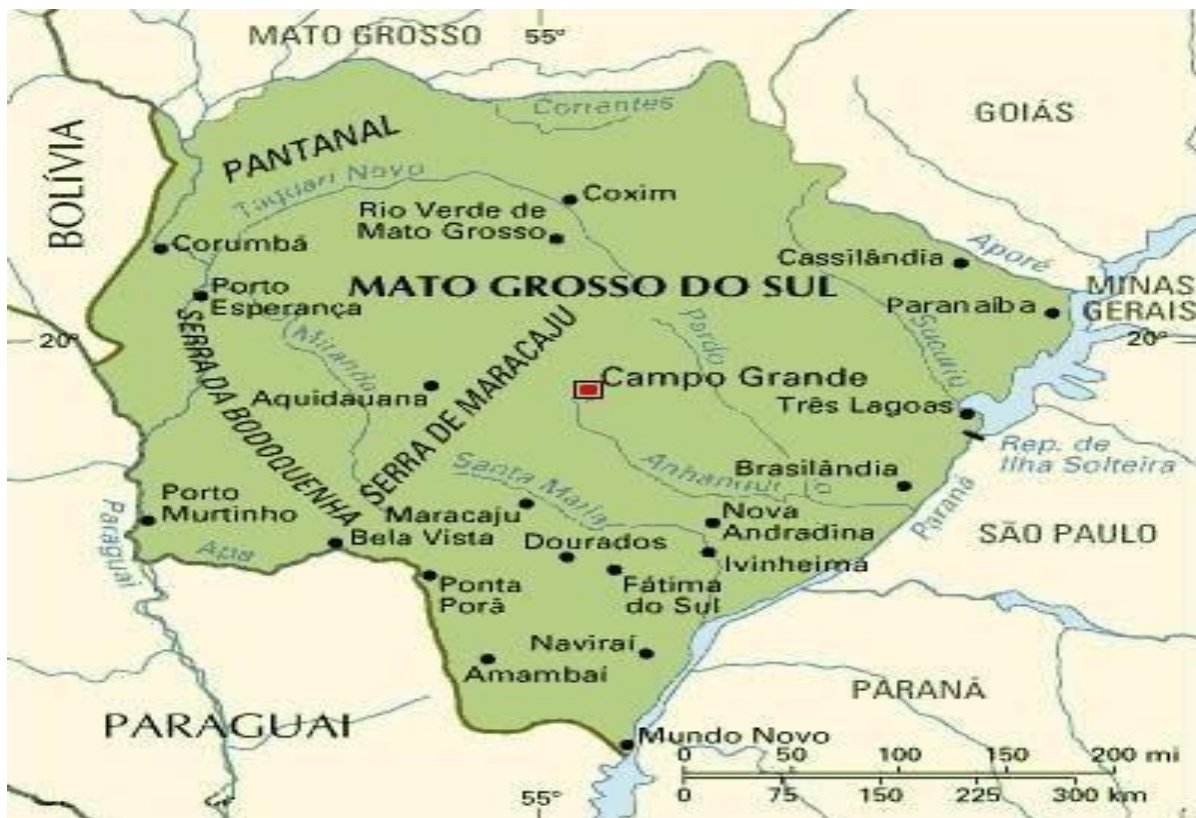 MATO GROSSO
55°
GOIÁS
BOLÍVIA
Correntes
PANTANAL
Taquari Novo
Coxim
Rio Verde de
Mato Grosso
Corumbá
Cassilândia
Aporé
Porto
Esperança
MATO GROSSO DO SUL
Paranaíba
MINAS
GERAIS
20°
20°
SERRA DA BODOQUENHA
Miranda
SERRA DE MARACAJU
Pardo
Sucuriú
Campo Grande
Aquidauana
Três Lagoas
Rep. de
Ilha Solteira
Santa Maria
Brasilândia
Porto
Murtinho
Paraguai
Maracaju
Nova
Andradina
Paraná
SÃO PAULO
Apa
Bela Vista
Dourados
Ivinheima
Ponta
Porã
Fátima
do Sul
Naviraí
Amambaí
PARANÁ
PARAGUAI
Mundo Novo
0 50 100 150 200 mi
0 75 150 225 300 km
55°